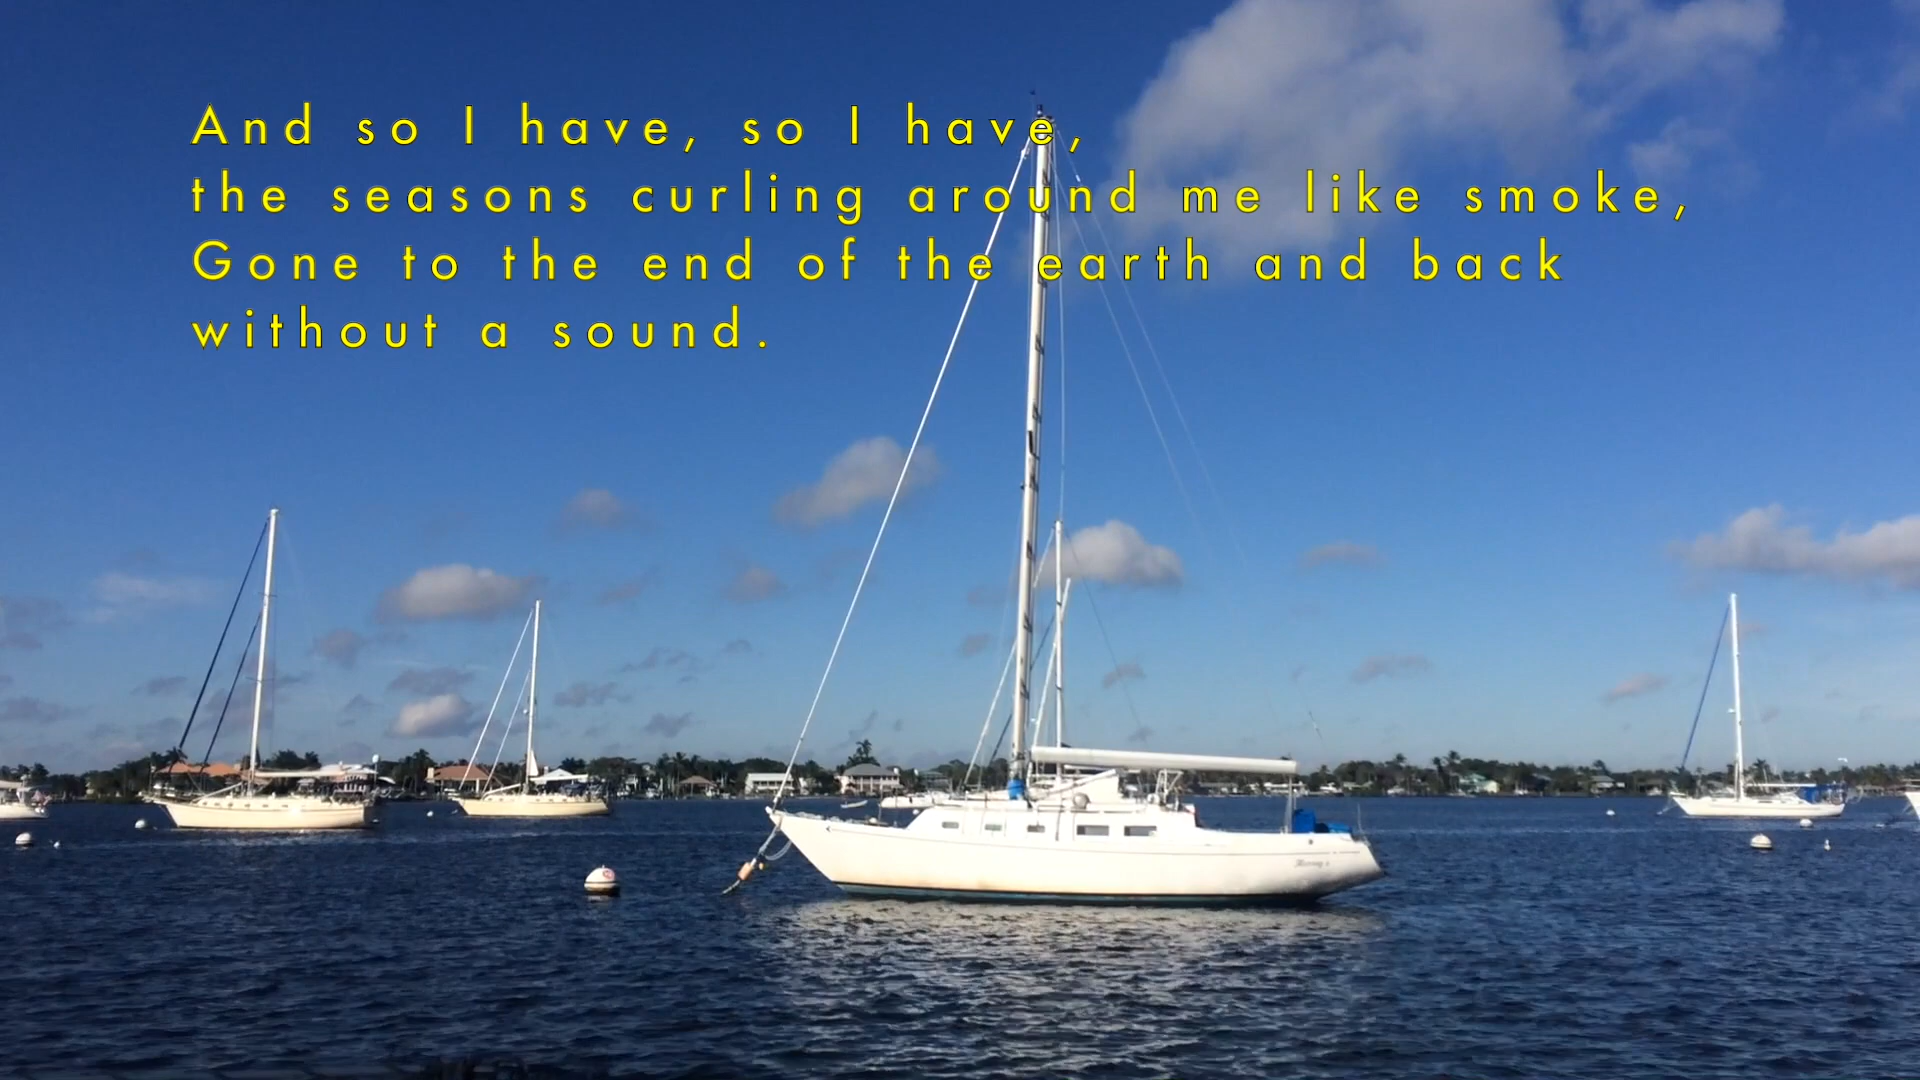 And so I have, so I have,
the seasons curling around me like smoke,
Gone to the end of the earth and back
without a sound.